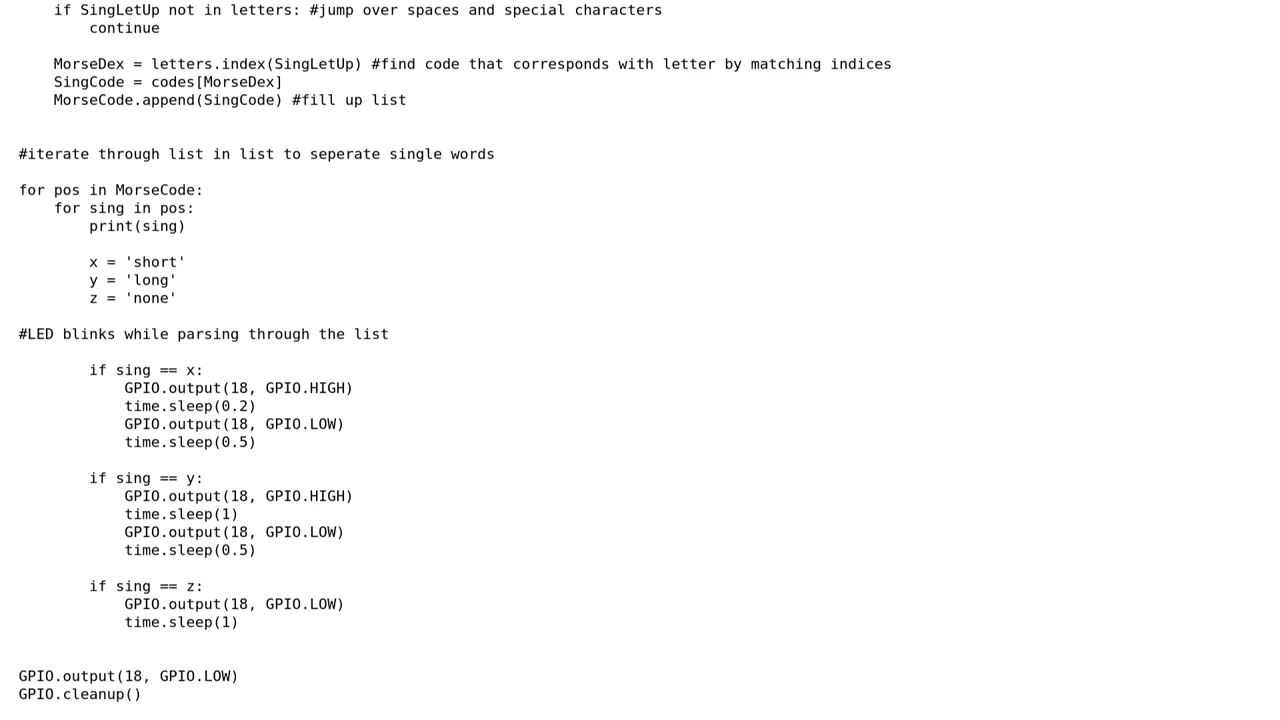 if SingLetUp not in letters: #jump over spaces and special characters
continue
MorseDex = letters.index(SingLetUp) #find code that corresponds with letter by matching indices
SingCode = codes[MorseDex]
MorseCode.append(SingCode) #fill up list
#iterate through list in list to seperate single words
for pos in MorseCode:
for sing in pos:
print(sing)
x = 'short'
y = 'long'
z = 'none'
#LED blinks while parsing through the list
if sing == x:
GPIO.output(18, GPIO.HIGH)
time.sleep(0.2)
GPIO.output(18, GPIO.LOW)
time.sleep(0.5)
if sing == y:
GPIO.output(18, GPIO.HIGH)
time.sleep(1)
GPIO.output(18, GPIO.LOW)
time.sleep(0.5)
if sing == z:
GPIO.output(18, GPIO.LOW)
time.sleep(1)
GPIO.output(18, GPIO.LOW)
GPIO.cleanup()